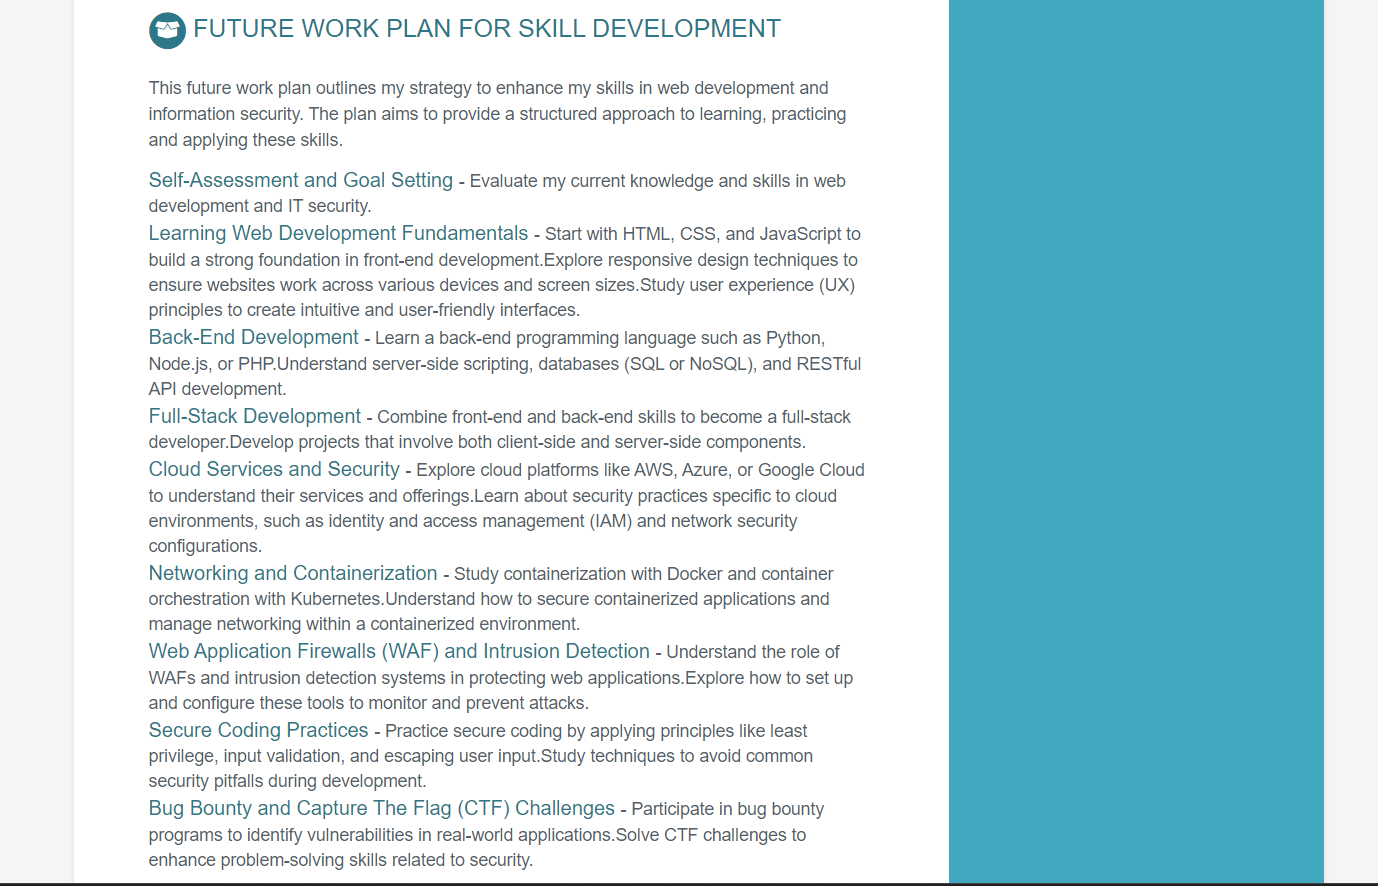 FUTURE WORK PLAN FOR SKILL DEVELOPMENT
This future work plan outlines my strategy to enhance my skills in web development and
information security. The plan aims to provide a structured approach to learning, practicing
and applying these skills.
Self-Assessment and Goal Setting - Evaluate my current knowledge and skills in web
development and IT security.
Learning Web Development Fundamentals - Start with HTML, CSS, and JavaScript to
build a strong foundation in front-end development.Explore responsive design techniques to
ensure websites work across various devices and screen sizes.Study user experience (UX)
principles to create intuitive and user-friendly interfaces.
Back-End Development - Learn a back-end programming language such as Python,
Node.js, or PHP.Understand server-side scripting, databases (SQL or NoSQL), and RESTful
API development.
Full-Stack Development - Combine front-end and back-end skills to become a full-stack
developer.Develop projects that involve both client-side and server-side components.
Cloud Services and Security - Explore cloud platforms like AWS, Azure, or Google Cloud
to understand their services and offerings.Learn about security practices specific to cloud
environments, such as identity and access management (IAM) and network security
configurations.
Networking and Containerization - Study containerization with Docker and container
orchestration with Kubernetes.Understand how to secure containerized applications and
manage networking within a containerized environment.
Web Application Firewalls (WAF) and Intrusion Detection - Understand the role of
WAFs and intrusion detection systems in protecting web applications.Explore how to set up
and configure these tools to monitor and prevent attacks.
Secure Coding Practices - Practice secure coding by applying principles like least
privilege, input validation, and escaping user input.Study techniques to avoid common
security pitfalls during development.
Bug Bounty and Capture The Flag (CTF) Challenges - Participate in bug bounty
programs to identify vulnerabilities in real-world applications.Solve CTF challenges to
enhance problem-solving skills related to security.